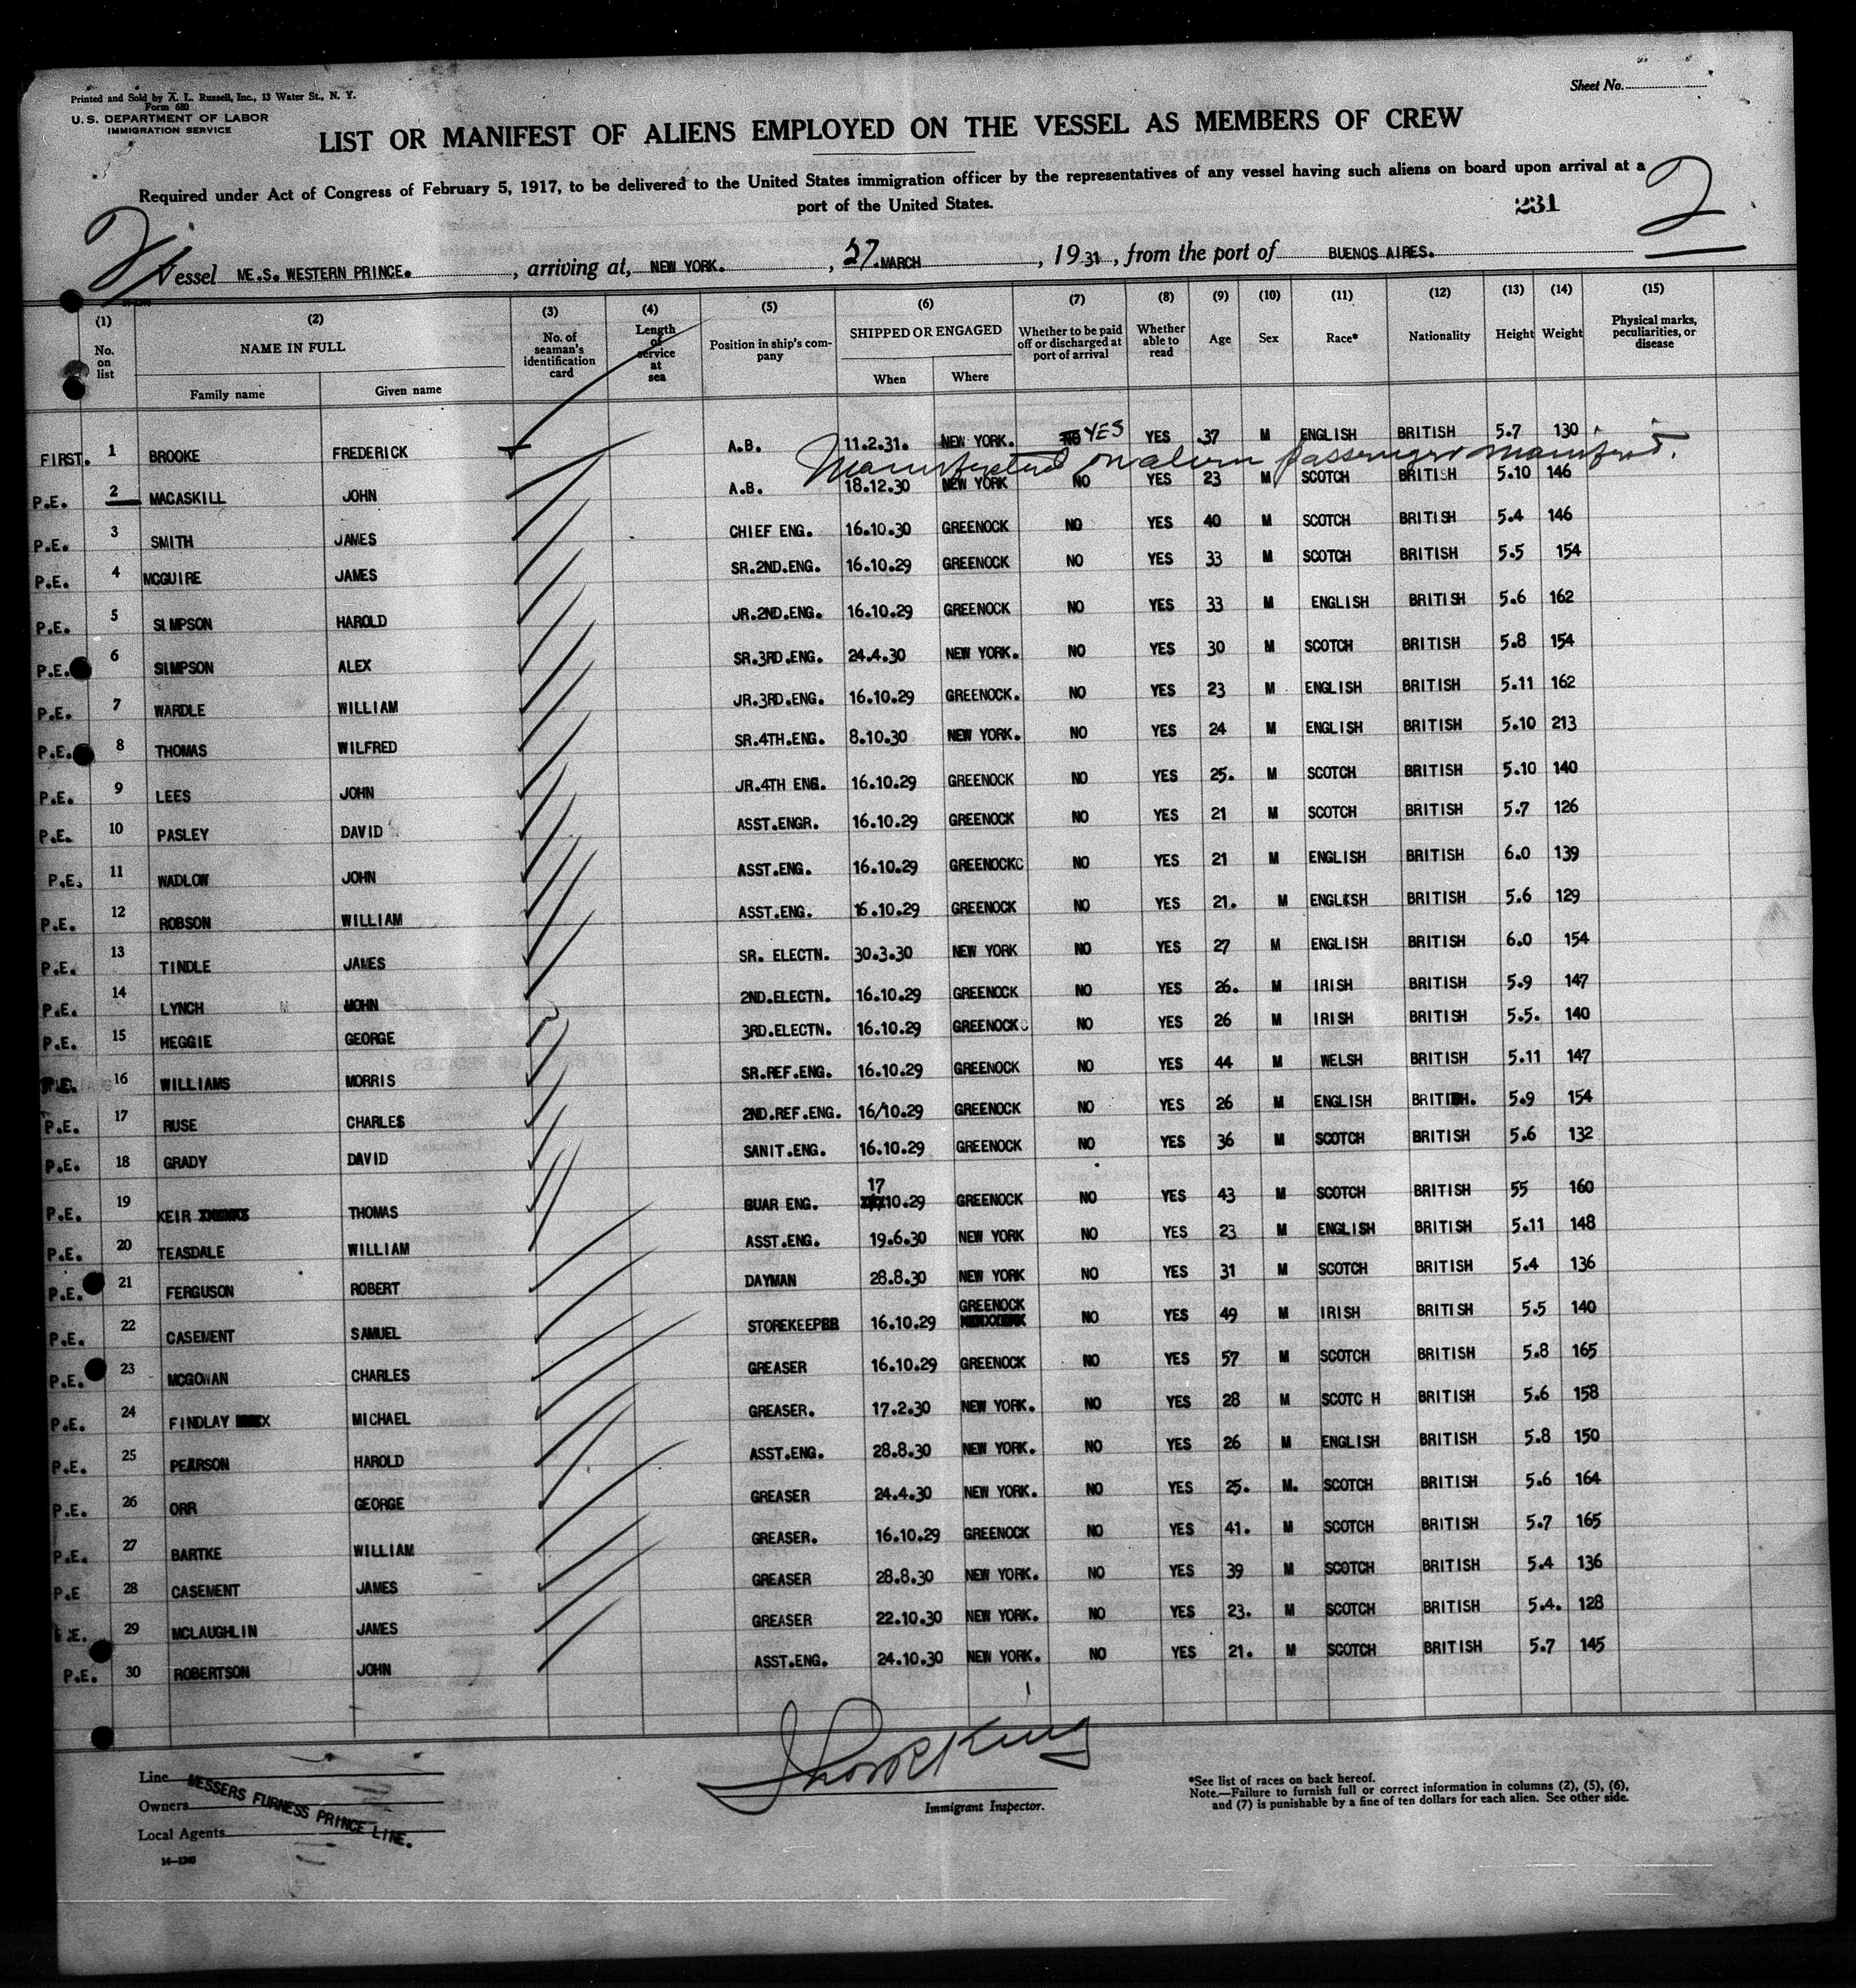 Sheet No.
Printed and Sold by A. L. Russell, Inc., 13 Water St., N. Y.
Form 680
U. S. DEPARTMENT OF LABOR
IMMIGRATION SERVICE
LIST OR MANIFEST OF ALIENS EMPLOYED ON THE VESSEL AS MEMBERS OF CREW
Required under Act of Congress of February 5, 1917, to be delivered to the United States immigration officer by the representatives of any vessel having such aliens on board upon arrival at a
port of the United States.
231
2 2
Vessel ME.S. WESTERN PRINCE. , arriving at, NEW YORK. , 27. MARCH , 1931 , from the port of BUENOS AIRES.
(1) (2) (3) (4) (5) (6) (7) (8) (9) (10) (11) (12) (13) (14) (15)
No. on list NAME IN FULL No. of seaman's identification card Length of service at sea Position in ship's company SHIPPED OR ENGAGED Whether to be paid off or discharged at port of arrival Whether able to read Age Sex Race* Nationality Height Weight Physical marks, peculiarities, or disease
Family name Given name When Where
FIRST. 1 BROOKE FREDERICK A.B. 11.2.31. NEW YORK. NO YES YES 37 M ENGLISH BRITISH 5.7 130
Manifested on alien passenger manifest.
P.E. 2 MACASKILL JOHN A.B. 18.12.30 NEW YORK NO YES 23 M SCOTCH BRITISH 5.10 146
P.E. 3 SMITH JAMES CHIEF ENG. 16.10.30 GREENOCK NO YES 40 M SCOTCH BRITISH 5.4 146
P.E. 4 MCGUIRE JAMES SR.2ND.ENG. 16.10.29 GREENOCK NO YES 33 M SCOTCH BRITISH 5.5 154
P.E. 5 SIMPSON HAROLD JR.2ND.ENG. 16.10.29 GREENOCK NO YES 33 M ENGLISH BRITISH 5.6 162
P.E. 6 SIMPSON ALEX SR.3RD.ENG. 24.4.30 NEW YORK. NO YES 30 M SCOTCH BRITISH 5.8 154
P.E. 7 WARDLE WILLIAM JR.3RD.ENG. 16.10.29 GREENOCK. NO YES 23 M ENGLISH BRITISH 5.11 162
P.E. 8 THOMAS WILFRED SR.4TH.ENG. 8.10.30 NEW YORK. NO YES 24 M ENGLISH BRITISH 5.10 213
P.E. 9 LEES JOHN JR.4TH ENG. 16.10.29 GREENOCK NO YES 25. M SCOTCH BRITISH 5.10 140
P.E. 10 PASLEY DAVID ASST.ENGR. 16.10.29 GREENOCK NO YES 21 M SCOTCH BRITISH 5.7 126
P.E. 11 WADLOW JOHN ASST.ENG. 16.10.29 GREENOCKC NO YES 21 M ENGLISH BRITISH 6.0 139
P.E. 12 ROBSON WILLIAM ASST.ENG. 16.10.29 GREENOCK NO YES 21. M ENGLISH BRITISH 5.6 129
P.E. 13 TINDLE JAMES SR. ELECTN. 30.3.30 NEW YORK NO YES 27 M ENGLISH BRITISH 6.0 154
P.E. 14 LYNCH JOHN 2ND.ELECTN. 16.10.29 GREENOCK NO YES 26. M IRISH BRITISH 5.9 147
P.E. 15 HEGGIE GEORGE 3RD.ELECTN. 16.10.29 GREENOCK NO YES 26 M IRISH BRITISH 5.5. 140
P.E. 16 WILLIAMS MORRIS SR.REF.ENG. 16.10.29 GREENOCK NO YES 44 M WELSH BRITISH 5.11 147
P.E. 17 RUSE CHARLES 2ND.REF.ENG. 16/10.29 GREENOCK NO YES 26 M ENGLISH BRITISH. 5.9 154
P.E. 18 GRADY DAVID SANIT.ENG. 16.10.29 GREENOCK NO YES 36 M SCOTCH BRITISH 5.6 132
P.E. 19 KEIR THOMAS QUAR ENG. 17 10.29 GREENOCK NO YES 43 M SCOTCH BRITISH 55 160
P.E. 20 TEASDALE WILLIAM ASST.ENG. 19.6.30 NEW YORK NO YES 23 M ENGLISH BRITISH 5.11 148
P.E. 21 FERGUSON ROBERT DAYMAN 28.8.30 NEW YORK NO YES 31 M SCOTCH BRITISH 5.4 136
P.E. 22 CASEMENT SAMUEL STOREKEEPER 16.10.29 GREENOCK NO YES 49 M IRISH BRITISH 5.5 140
P.E. 23 MCGOWAN CHARLES GREASER 16.10.29 GREENOCK NO YES 57 M SCOTCH BRITISH 5.8 165
P.E. 24 FINDLAY MICHAEL GREASER. 17.2.30 NEW YORK. NO YES 28 M SCOTC H BRITISH 5.6 158
P.E. 25 PEARSON HAROLD ASST.ENG. 28.8.30 NEW YORK. NO YES 26 M ENGLISH BRITISH 5.8 150
P.E. 26 ORR GEORGE GREASER 24.4.30 NEW YORK. NO YES 25. M. SCOTCH BRITISH 5.6 164
P.E. 27 BARTKE WILLIAM GREASER. 16.10.29 GREENOCK NO YES 41. M SCOTCH BRITISH 5.7 165
P.E 28 CASEMENT JAMES GREASER 28.8.30 NEW YORK. NO YES 39 M SCOTCH BRITISH 5.4 136
P.E. 29 MCLAUGHLIN JAMES GREASER 22.10.30 NEW YORK. NO YES 23. M SCOTCH BRITISH 5.4. 128
P.E. 30 ROBERTSON JOHN ASST.ENG. 24.10.30 NEW YORK. NO YES 21. M SCOTCH BRITISH 5.7 145
Line
Owners MESSERS FURNESS PRINCE LINE.
Local Agents
14—1240
Immigrant Inspector.
*See list of races on back hereof.
Note.—Failure to furnish full or correct information in columns (2), (5), (6),
and (7) is punishable by a fine of ten dollars for each alien. See other side.